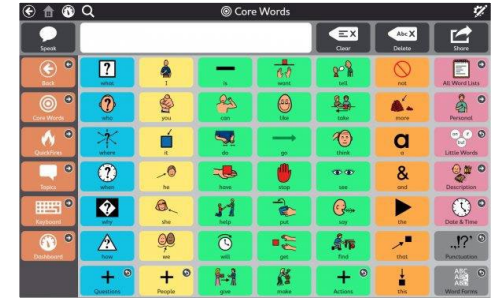 Core Words
Speak
Clear
Abc X
Delete
Share
Back
what
I
is
want
tell
not
All Word Lists
Core Words
who
you
can
like
take
more
Personal
QuickFires
where
it
do
go
think
a
a
Little Words
Topics
when
he
have
stop
see
&
and
Description
Keyboard
why
she
help
put
say
the
Date & Time
Dashboard
how
we
will
get
find
that
.,!?'
Punctuation
Questions
People
give
make
Actions
this
Word Forms